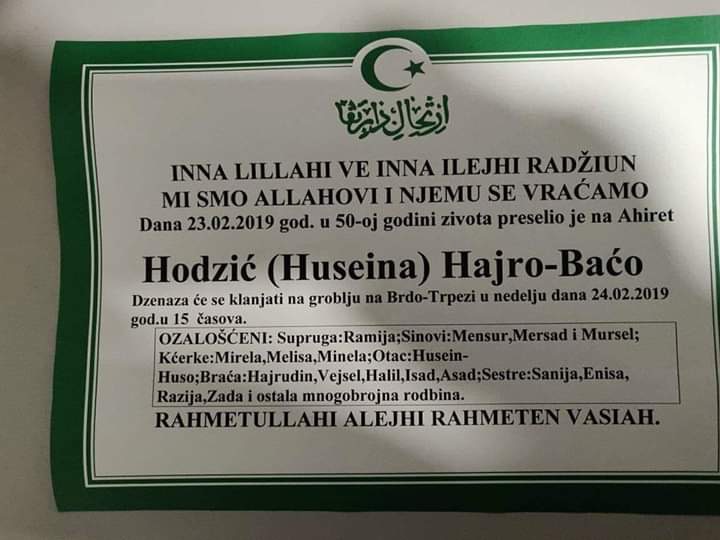 ارتحال دار بقا
INNA LILLAHI VE INNA ILEJHI RADŽIUN
MI SMO ALLAHOVI I NJEMU SE VRAĆAMO
Dana 23.02.2019 god. u 50-oj godini zivota preselio je na Ahiret
Hodzić (Huseina) Hajro-Baćo
Dzenaza će se klanjati na groblju na Brdo-Trpezi u nedelju dana 24.02.2019
god.u 15 časova.
OZALOŠĆENI: Supruga:Ramija;Sinovi:Mensur,Mersad i Mursel;
Kćerke:Mirela,Melisa,Minela;Otac:Husein-
Huso;Braća:Hajrudin,Vejsel,Halil,Isad,Asad;Sestre:Sanija,Enisa,
Razija,Zada i ostala mnogobrojna rodbina.
RAHMETULLAHI ALEJHI RAHMETEN VASIAH.